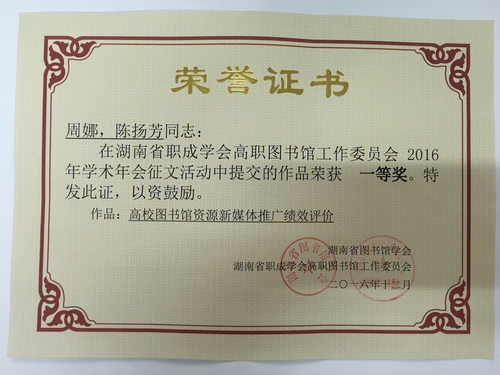 荣誉证书
周娜，陈扬芳同志：
在湖南省职成学会高职图书馆工作委员会 2016
年学术年会征文活动中提交的作品荣获 一等奖。特
发此证，以资鼓励。
作品：高校图书馆资源新媒体推广绩效评价
湖南省图书馆学会
湖南省职成学会高职图书馆工作委员会
二〇一六年十二月